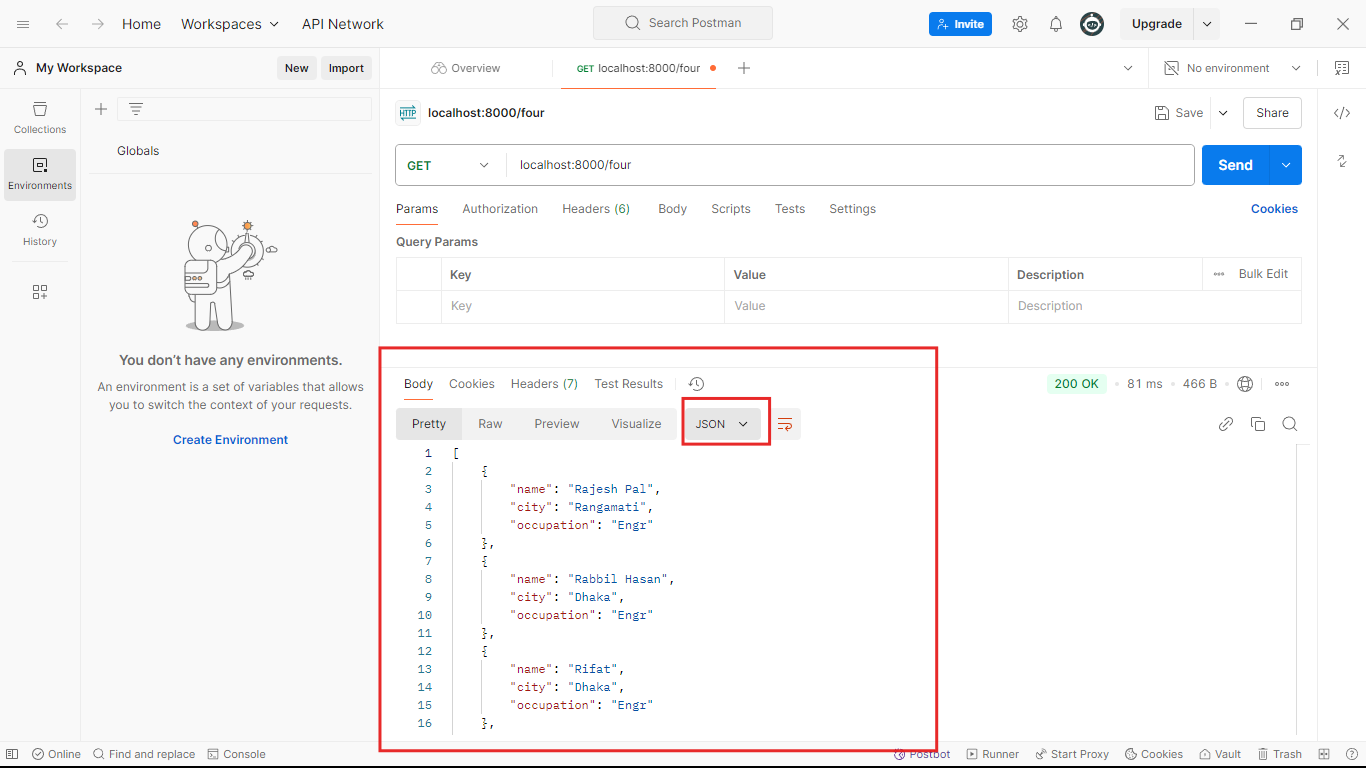 Home Workspaces API Network Search Postman Invite Upgrade
My Workspace New Import Overview GET localhost:8000/four No environment
Collections
Environments
History
Globals
You don't have any environments.
An environment is a set of variables that allows
you to switch the context of your requests.
Create Environment
HTTP localhost:8000/four Save Share
GET localhost:8000/four Send
Params Authorization Headers (6) Body Scripts Tests Settings Cookies
Query Params
Key Value Description Bulk Edit
Key Value Description
Body Cookies Headers (7) Test Results 200 OK 81 ms 466 B
Pretty Raw Preview Visualize JSON
1 [
2 {
3 "name": "Rajesh Pal",
4 "city": "Rangamati",
5 "occupation": "Engr"
6 },
7 {
8 "name": "Rabbil Hasan",
9 "city": "Dhaka",
10 "occupation": "Engr"
11 },
12 {
13 "name": "Rifat",
14 "city": "Dhaka",
15 "occupation": "Engr"
16 },
Online Find and replace Console Postbot Runner Start Proxy Cookies Vault Trash